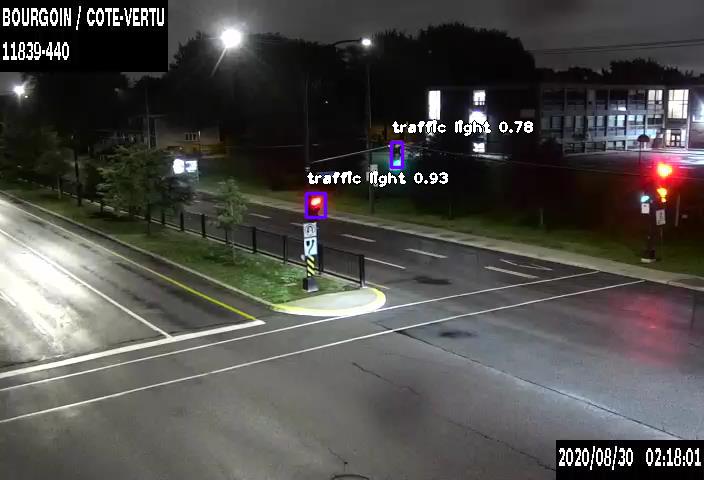 BOURGOIN / COTE-VERTU
11839-440
traffic light 0.78
traffic light 0.93
2020/08/30 02:18:01